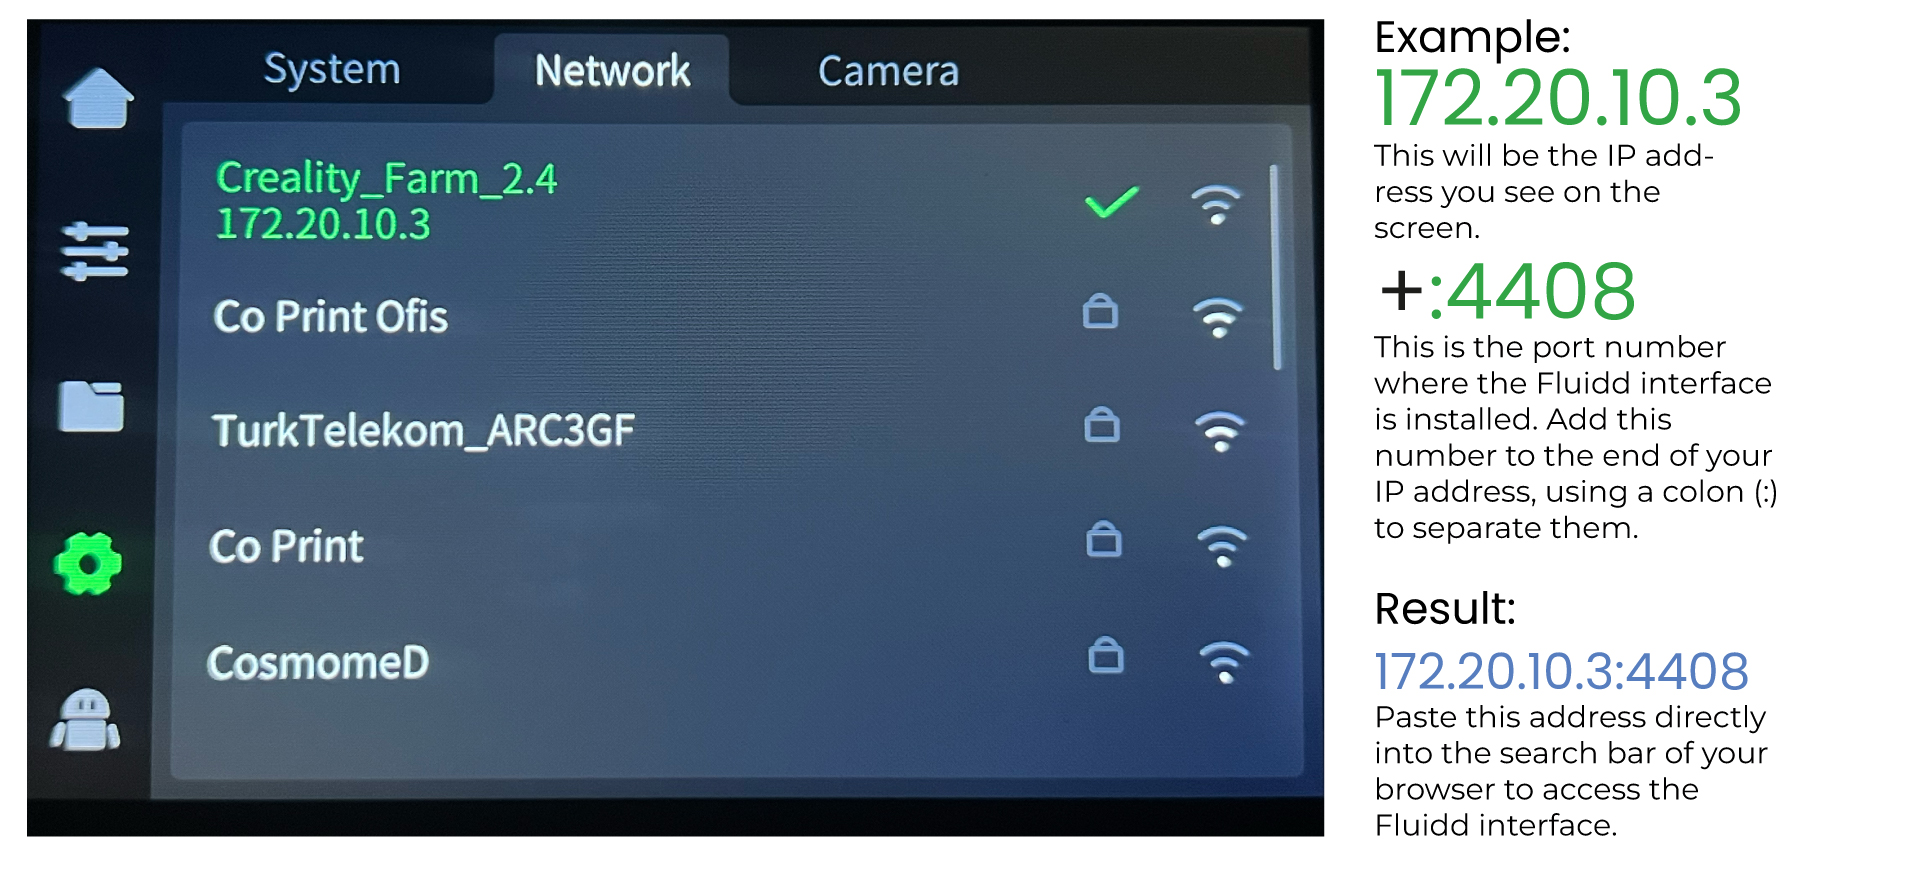 System
Network
Camera
Creality_Farm_2.4
172.20.10.3
Co Print Ofis
TurkTelekom_ARC3GF
Co Print
CosmomeD
Example:
172.20.10.3
This will be the IP add-
ress you see on the
screen.
+:4408
This is the port number
where the Fluidd interface
is installed. Add this
number to the end of your
IP address, using a colon (:)
to separate them.
Result:
172.20.10.3:4408
Paste this address directly
into the search bar of your
browser to access the
Fluidd interface.